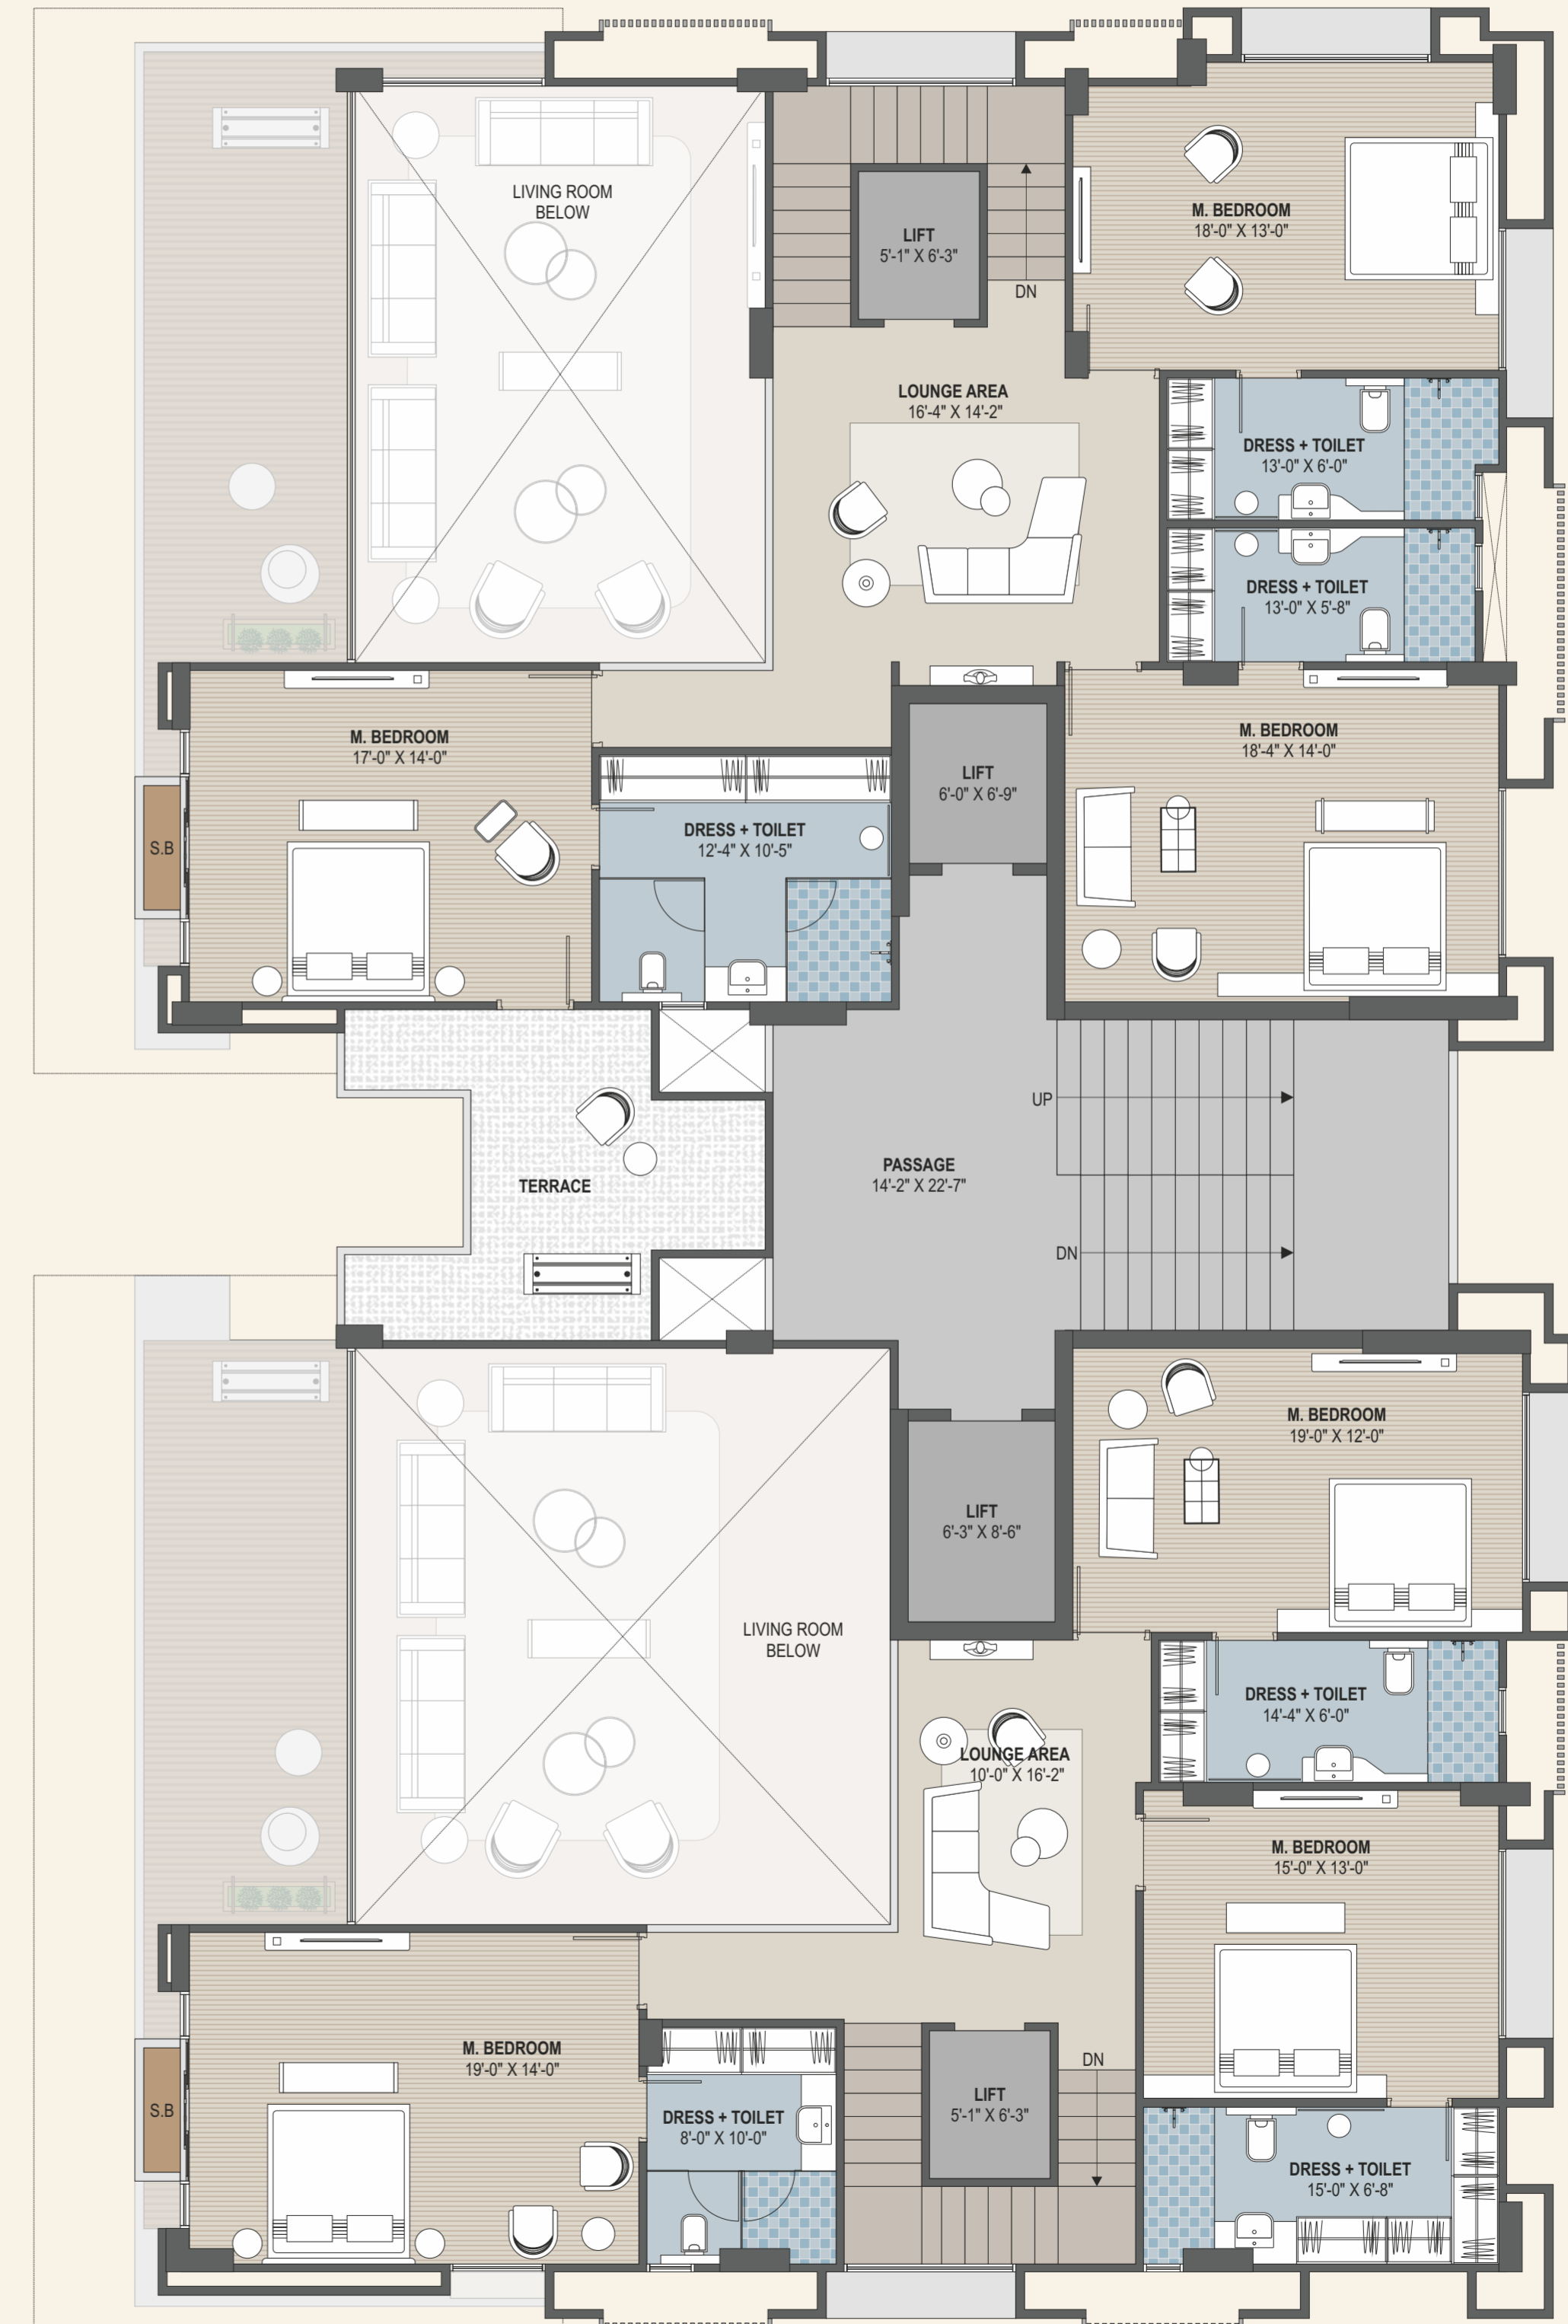 LIVING ROOM
BELOW
LIFT
5'-1" X 6'-3"
DN
M. BEDROOM
18'-0" X 13'-0"
LOUNGE AREA
16'-4" X 14'-2"
DRESS + TOILET
13'-0" X 6'-0"
DRESS + TOILET
13'-0" X 5'-8"
M. BEDROOM
17'-0" X 14'-0"
S.B
DRESS + TOILET
12'-4" X 10'-5"
LIFT
6'-0" X 6'-9"
M. BEDROOM
18'-4" X 14'-0"
UP
PASSAGE
14'-2" X 22'-7"
TERRACE
DN
M. BEDROOM
19'-0" X 12'-0"
LIFT
6'-3" X 8'-6"
LIVING ROOM
BELOW
DRESS + TOILET
14'-4" X 6'-0"
LOUNGE AREA
10'-0" X 16'-2"
M. BEDROOM
15'-0" X 13'-0"
M. BEDROOM
19'-0" X 14'-0"
S.B
DRESS + TOILET
8'-0" X 10'-0"
LIFT
5'-1" X 6'-3"
DN
DRESS + TOILET
15'-0" X 6'-8"